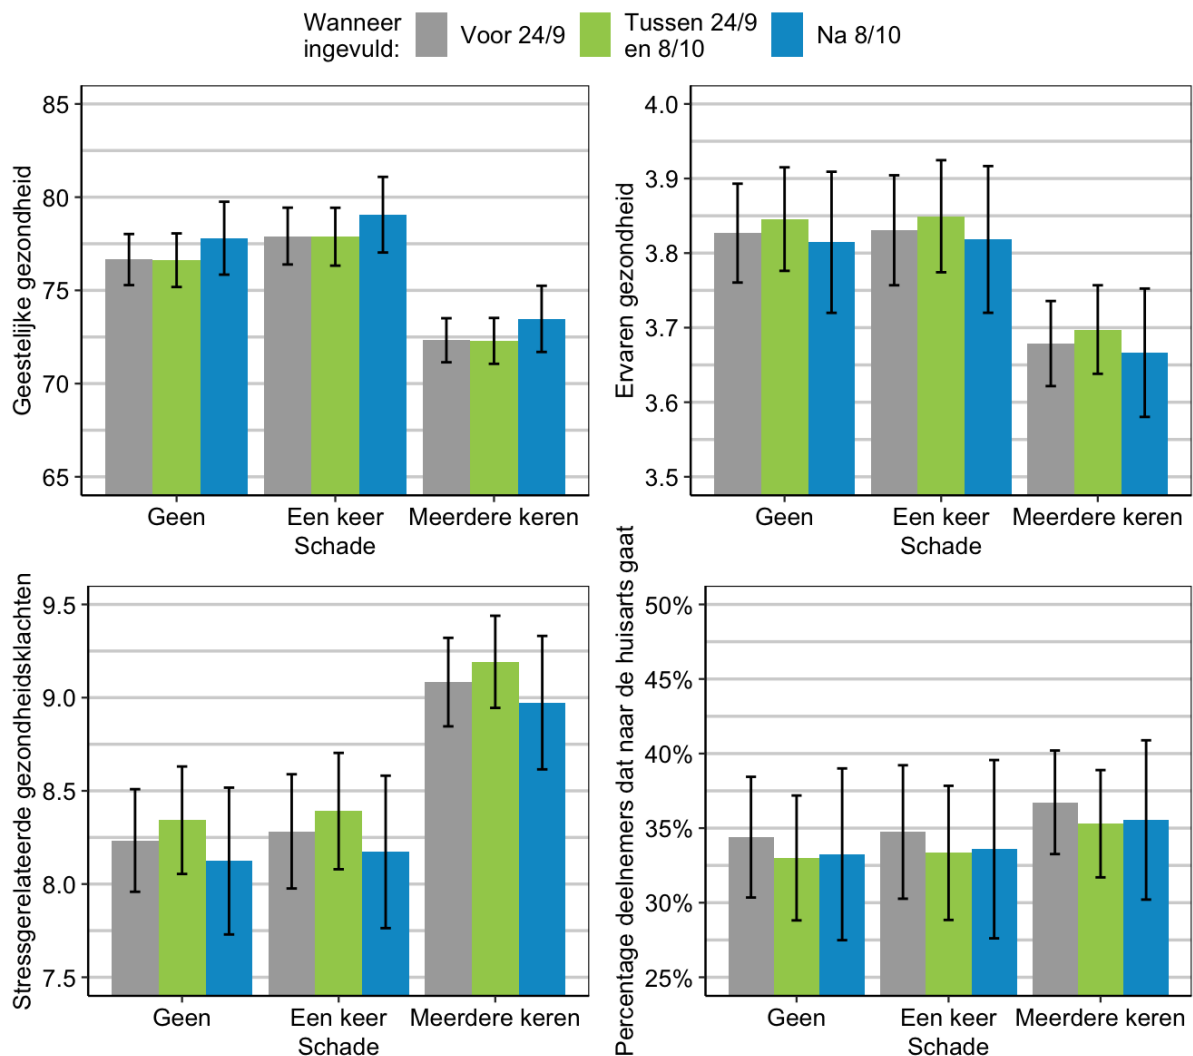 Wanneer
ingevuld:
Voor 24/9
Tussen 24/9
en 8/10
Na 8/10
Geestelijke gezondheid
85
80
75
70
65
Geen
Een keer
Meerdere keren
Schade
Ervaren gezondheid
4.0
3.9
3.8
3.7
3.6
3.5
Geen
Een keer
Meerdere keren
Schade
Stressgerelateerde gezondheidsklachten
9.5
9.0
8.5
8.0
7.5
Geen
Een keer
Meerdere keren
Schade
Percentage deelnemers dat naar de huisarts gaat
50%
45%
40%
35%
30%
25%
Geen
Een keer
Meerdere keren
Schade